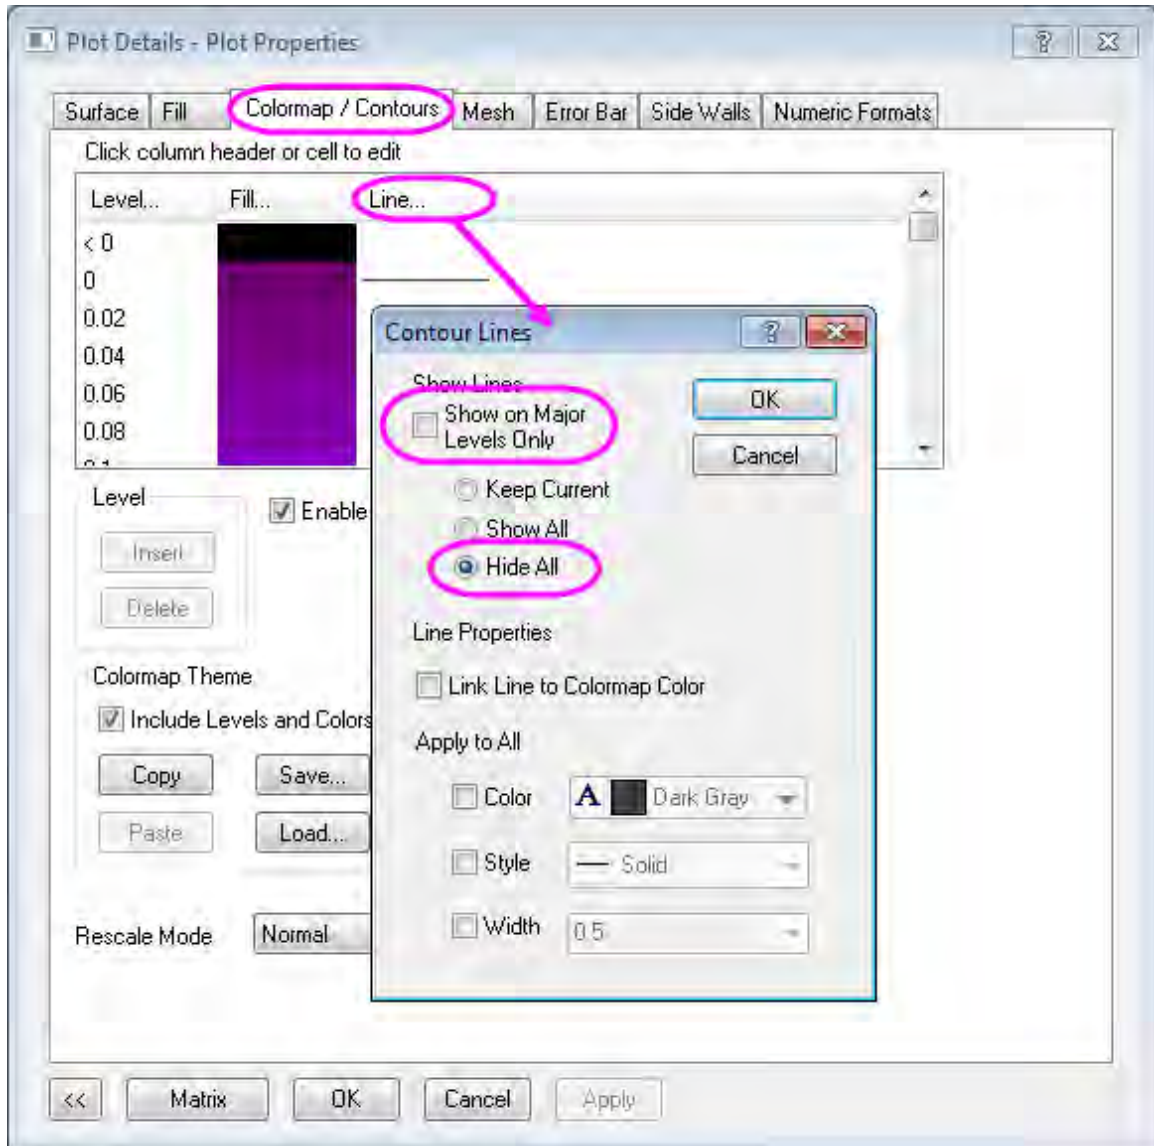 Plot Details - Plot Properties
Surface Fill Colormap / Contours Mesh Error Bar Side Walls Numeric Formats
Click column header or cell to edit
Level... Fill... Line...
< 0
0
0.02
0.04
0.06
0.08
0.1
Level
Enable
Insert
Delete
Colormap Theme
Include Levels and Colors
Copy Save...
Paste Load...
Rescale Mode Normal
Contour Lines
Show Lines
OK
Show on Major
Levels Only
Cancel
Keep Current
Show All
Hide All
Line Properties
Link Line to Colormap Color
Apply to All
Color A Dark Gray
Style Solid
Width 0.5
<< Matrix OK Cancel Apply